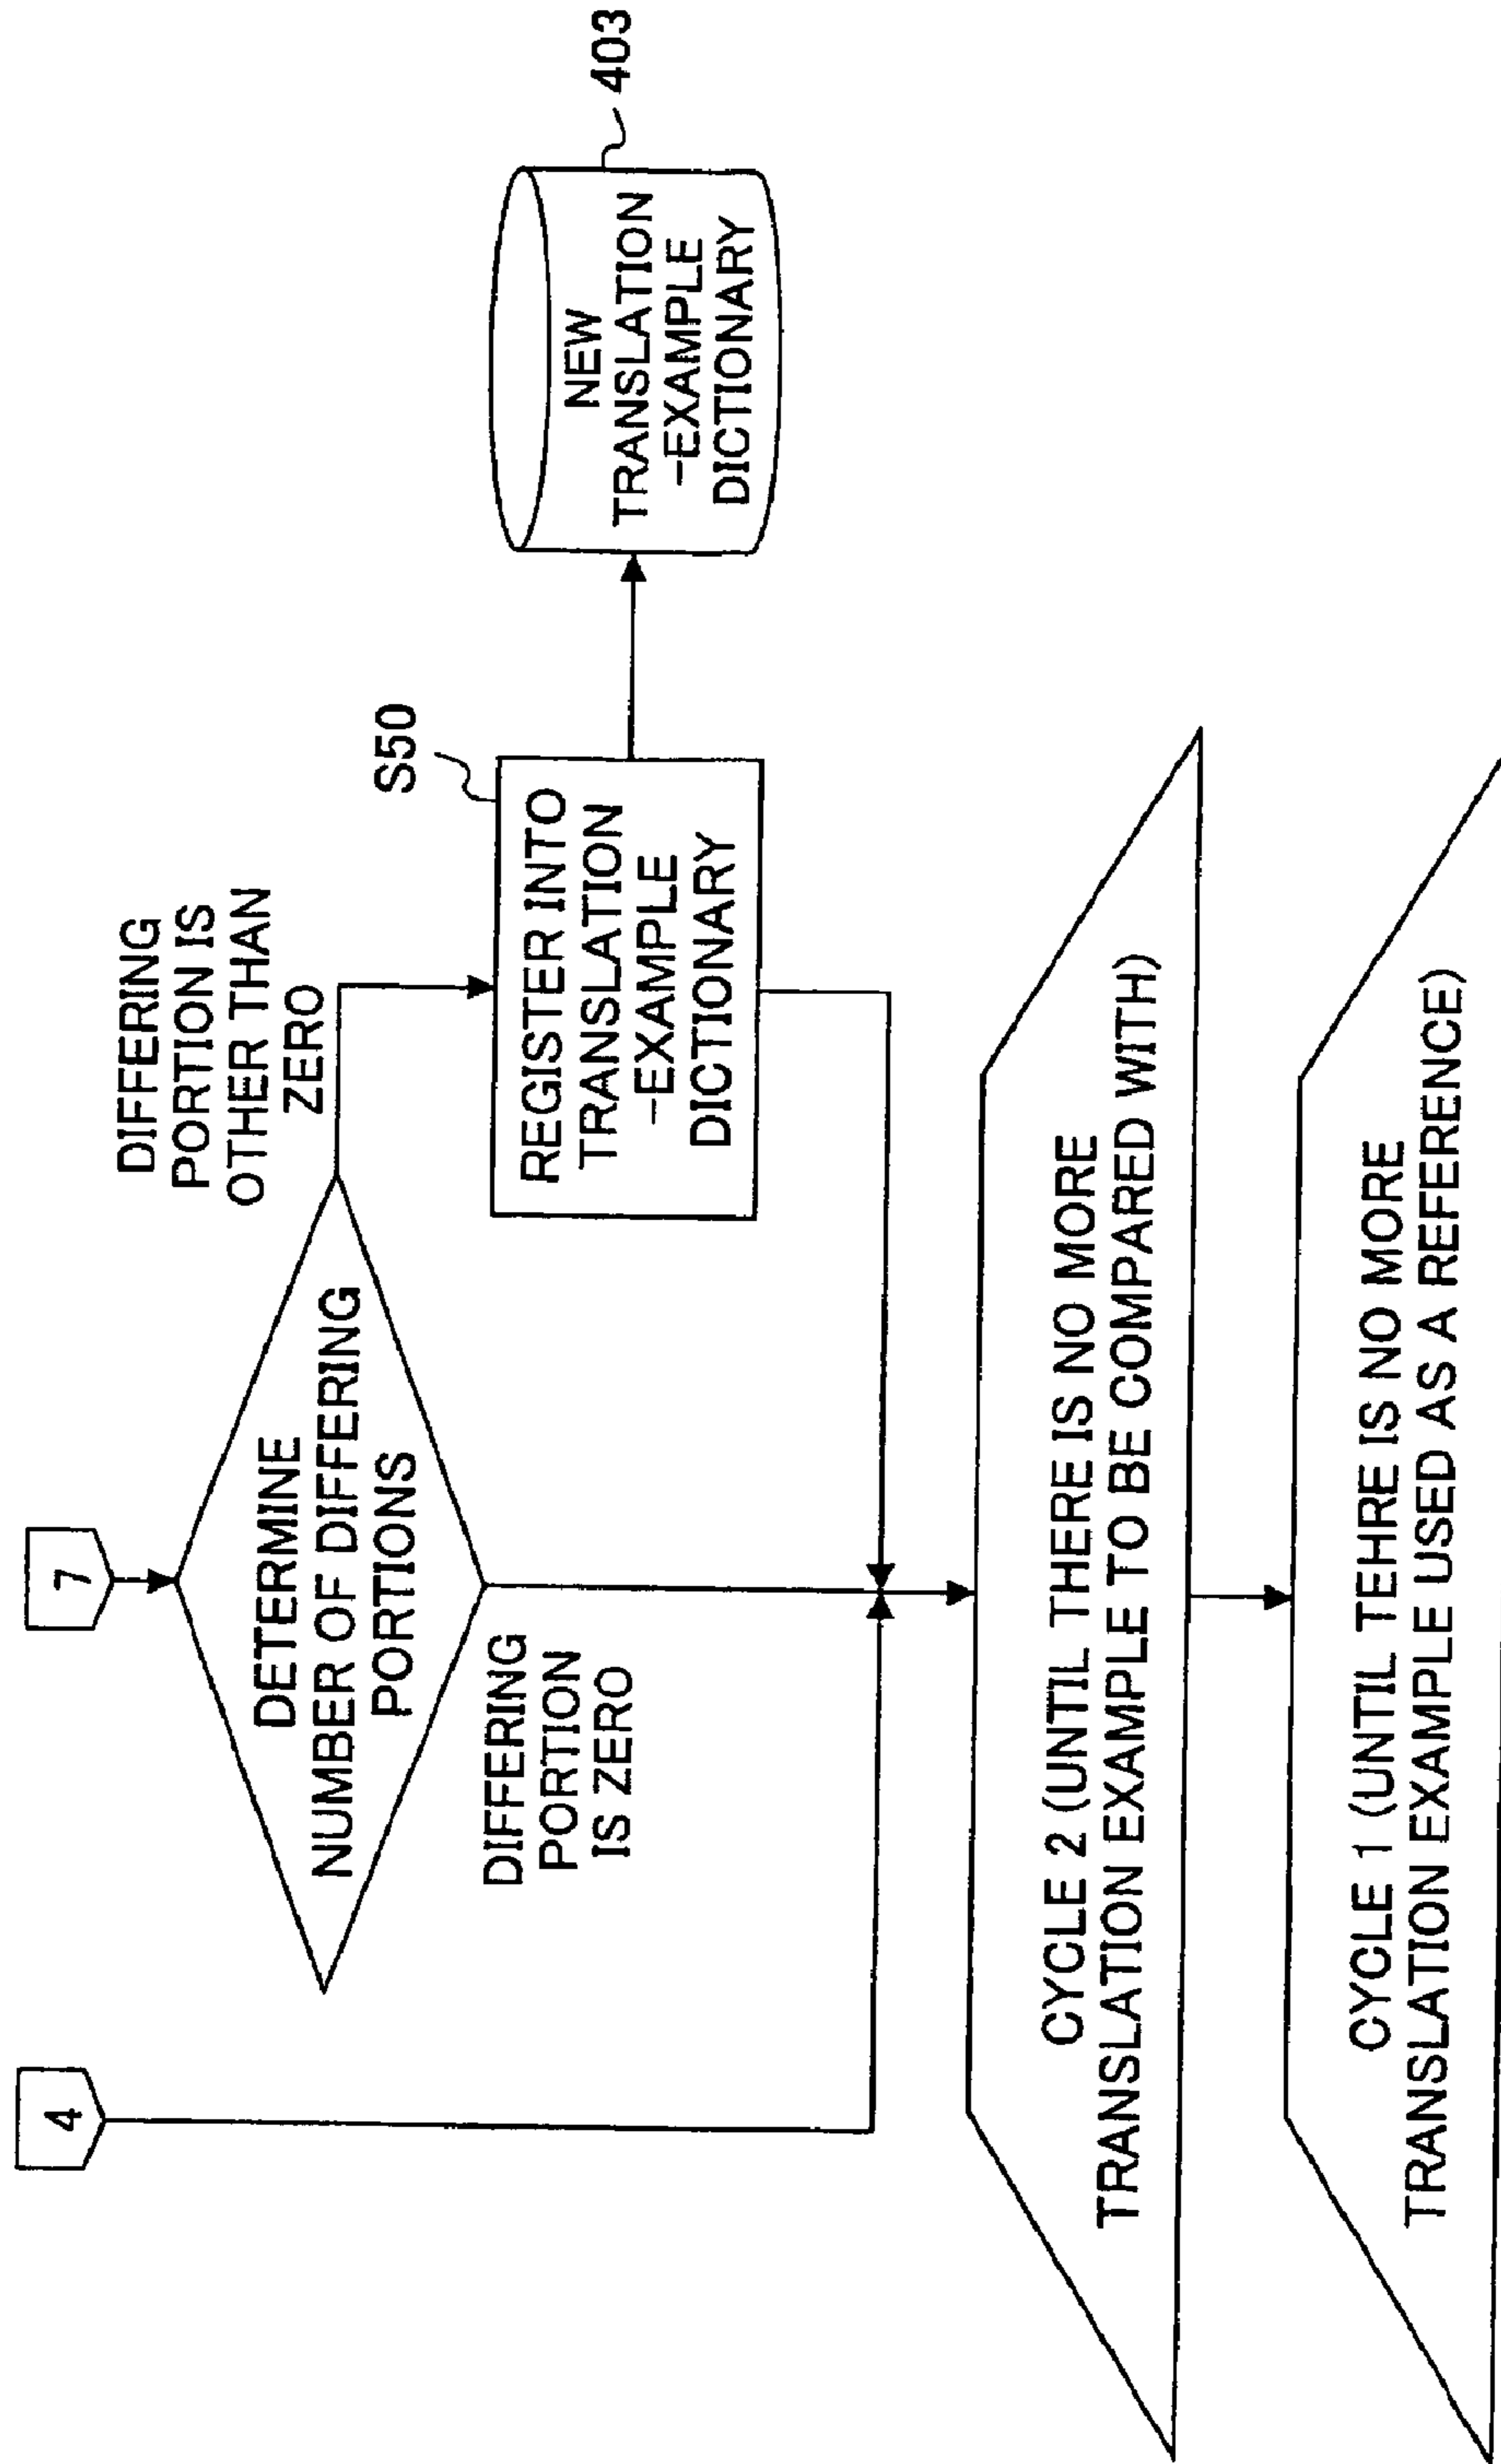 4
7
DETERMINE
NUMBER OF DIFFERING
PORTIONS
DIFFERING
PORTION IS
OTHER THAN
ZERO
DIFFERING
PORTION
IS ZERO
S50
REGISTER INTO
TRANSLATION
-EXAMPLE
DICTIONARY
403
NEW
TRANSLATION
-EXAMPLE
DICTIONARY
CYCLE 2 (UNTIL THERE IS NO MORE
TRANSLATION EXAMPLE TO BE COMPARED WITH)
CYCLE 1 (UNTIL TEHRE IS NO MORE
TRANSLATION EXAMPLE USED AS A REFERENCE)